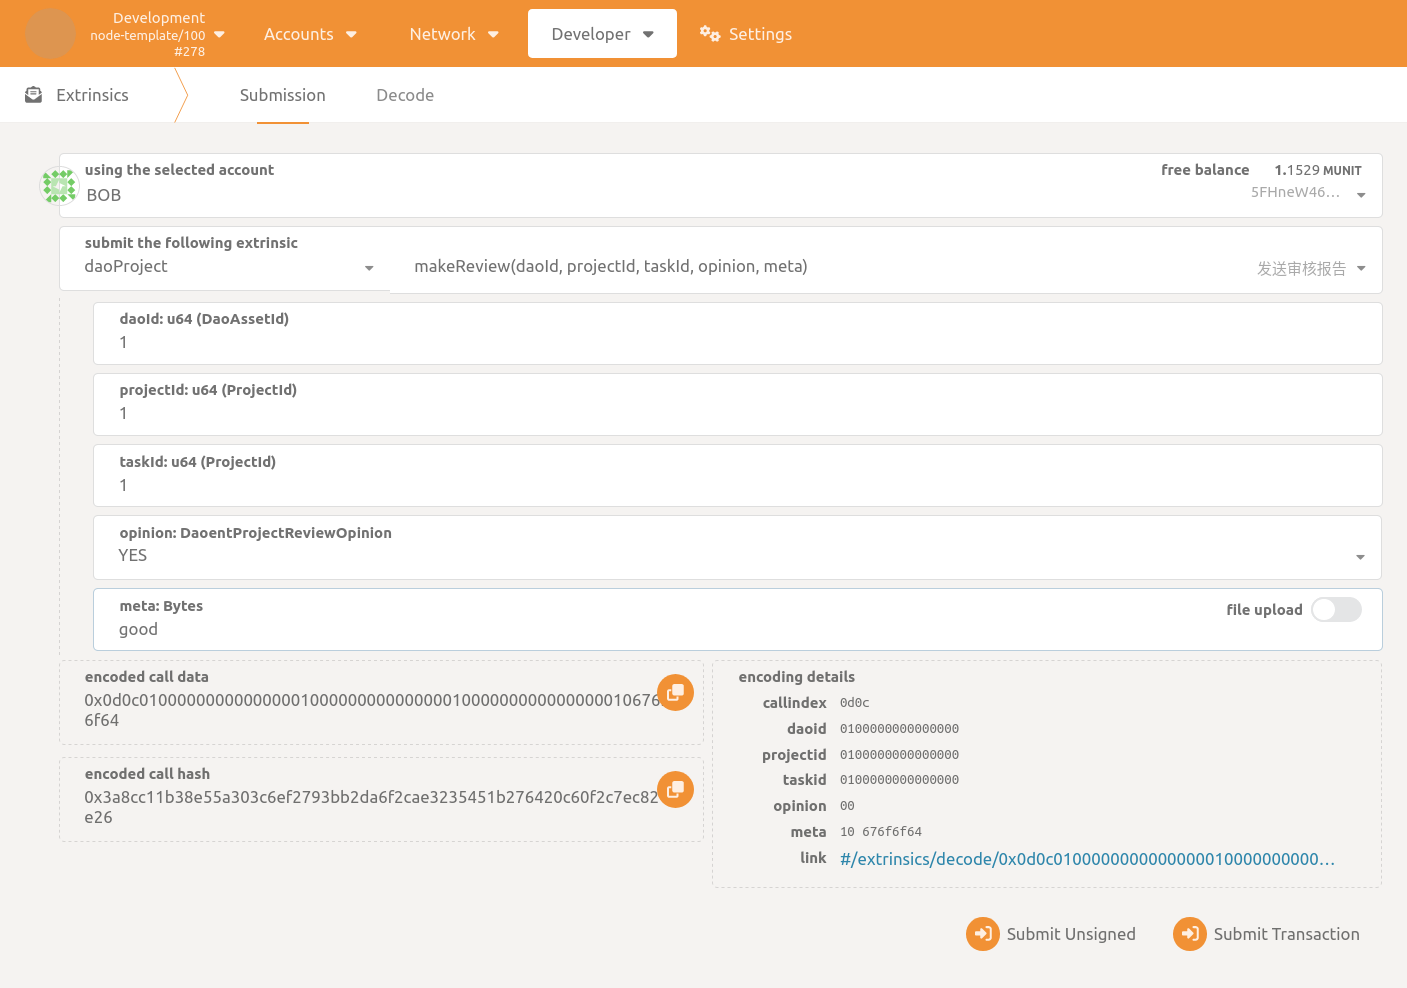 Development
node-template/100
#278
Accounts
Network
Developer
Settings
Extrinsics
Submission
Decode
using the selected account
BOB
free balance 1.1529 MUNIT
5FHneW46…
submit the following extrinsic
daoProject
makeReview(daoId, projectId, taskId, opinion, meta)
发送审核报告
daoId: u64 (DaoAssetId)
1
projectId: u64 (ProjectId)
1
taskId: u64 (ProjectId)
1
opinion: DaoentProjectReviewOpinion
YES
meta: Bytes
good
file upload
encoded call data
6f64
encoded call hash
0x3a8cc11b38e55a303c6ef2793bb2da6f2cae3235451b276420c60f2c7ec82
e26
encoding details
callindex 0d0c
daoid 0100000000000000
projectid 0100000000000000
taskid 0100000000000000
opinion 00
meta 10 676f6f64
link #/extrinsics/decode/0x0d0c01000000000000000100000000000…
Submit Unsigned
Submit Transaction